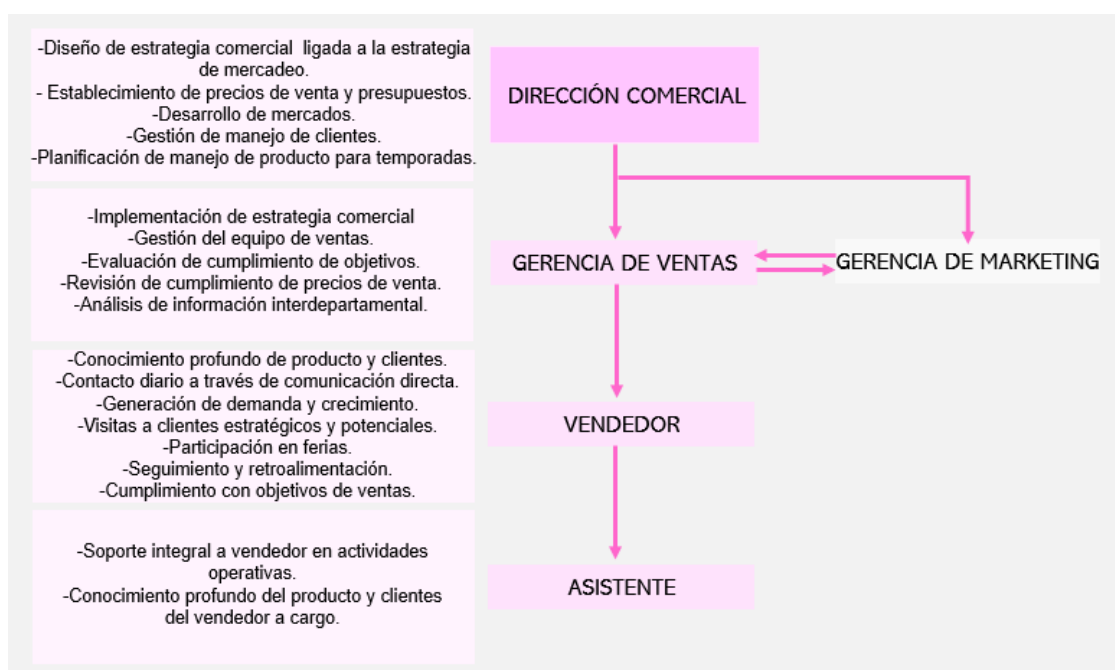 -Diseño de estrategia comercial  ligada a la estrategia
de mercadeo.
- Establecimiento de precios de venta y presupuestos.
-Desarrollo de mercados.
-Gestión de manejo de clientes.
-Planificación de manejo de producto para temporadas.
DIRECCIÓN COMERCIAL
-Implementación de estrategia comercial
-Gestión del equipo de ventas.
-Evaluación de cumplimiento de objetivos.
-Revisión de cumplimiento de precios de venta.
-Análisis de información interdepartamental.
GERENCIA DE VENTAS
GERENCIA DE MARKETING
-Conocimiento profundo de producto y clientes.
-Contacto diario a través de comunicación directa.
-Generación de demanda y crecimiento.
-Visitas a clientes estratégicos y potenciales.
-Participación en ferias.
-Seguimiento y retroalimentación.
-Cumplimiento con objetivos de ventas.
VENDEDOR
-Soporte integral a vendedor en actividades
operativas.
-Conocimiento profundo del producto y clientes
del vendedor a cargo.
ASISTENTE